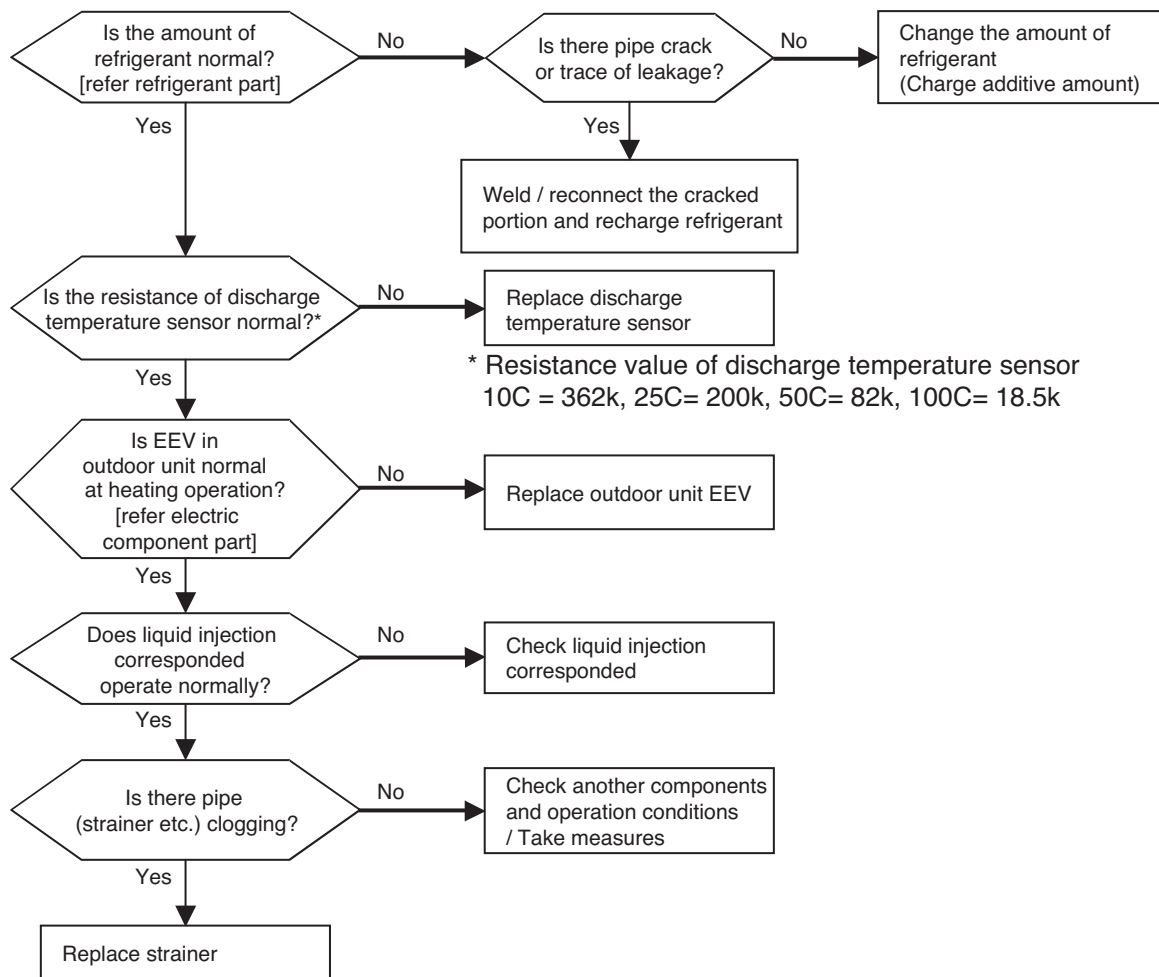 Is the amount of
refrigerant normal?
[refer refrigerant part]
No
Is there pipe crack
or trace of leakage?
No
Change the amount of
refrigerant
(Charge additive amount)
Yes
Yes
Weld / reconnect the cracked
portion and recharge refrigerant
Is the resistance of discharge
temperature sensor normal?*
No
Replace discharge
temperature sensor
* Resistance value of discharge temperature sensor
10C = 362k, 25C= 200k, 50C= 82k, 100C= 18.5k
Yes
Is EEV in
outdoor unit normal
at heating operation?
[refer electric
component part]
No
Replace outdoor unit EEV
Yes
Does liquid injection
corresponded
operate normally?
No
Check liquid injection
corresponded
Yes
Is there pipe
(strainer etc.) clogging?
No
Check another components
and operation conditions
/ Take measures
Yes
Replace strainer